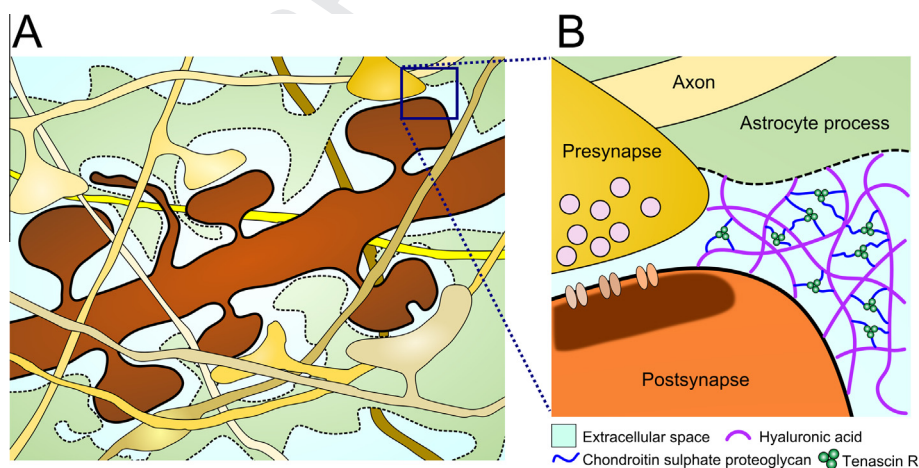 A
B
Axon
Astrocyte process
Presynapse
Postsynapse
Extracellular space
Hyaluronic acid
Chondroitin sulphate proteoglycan
Tenascin R